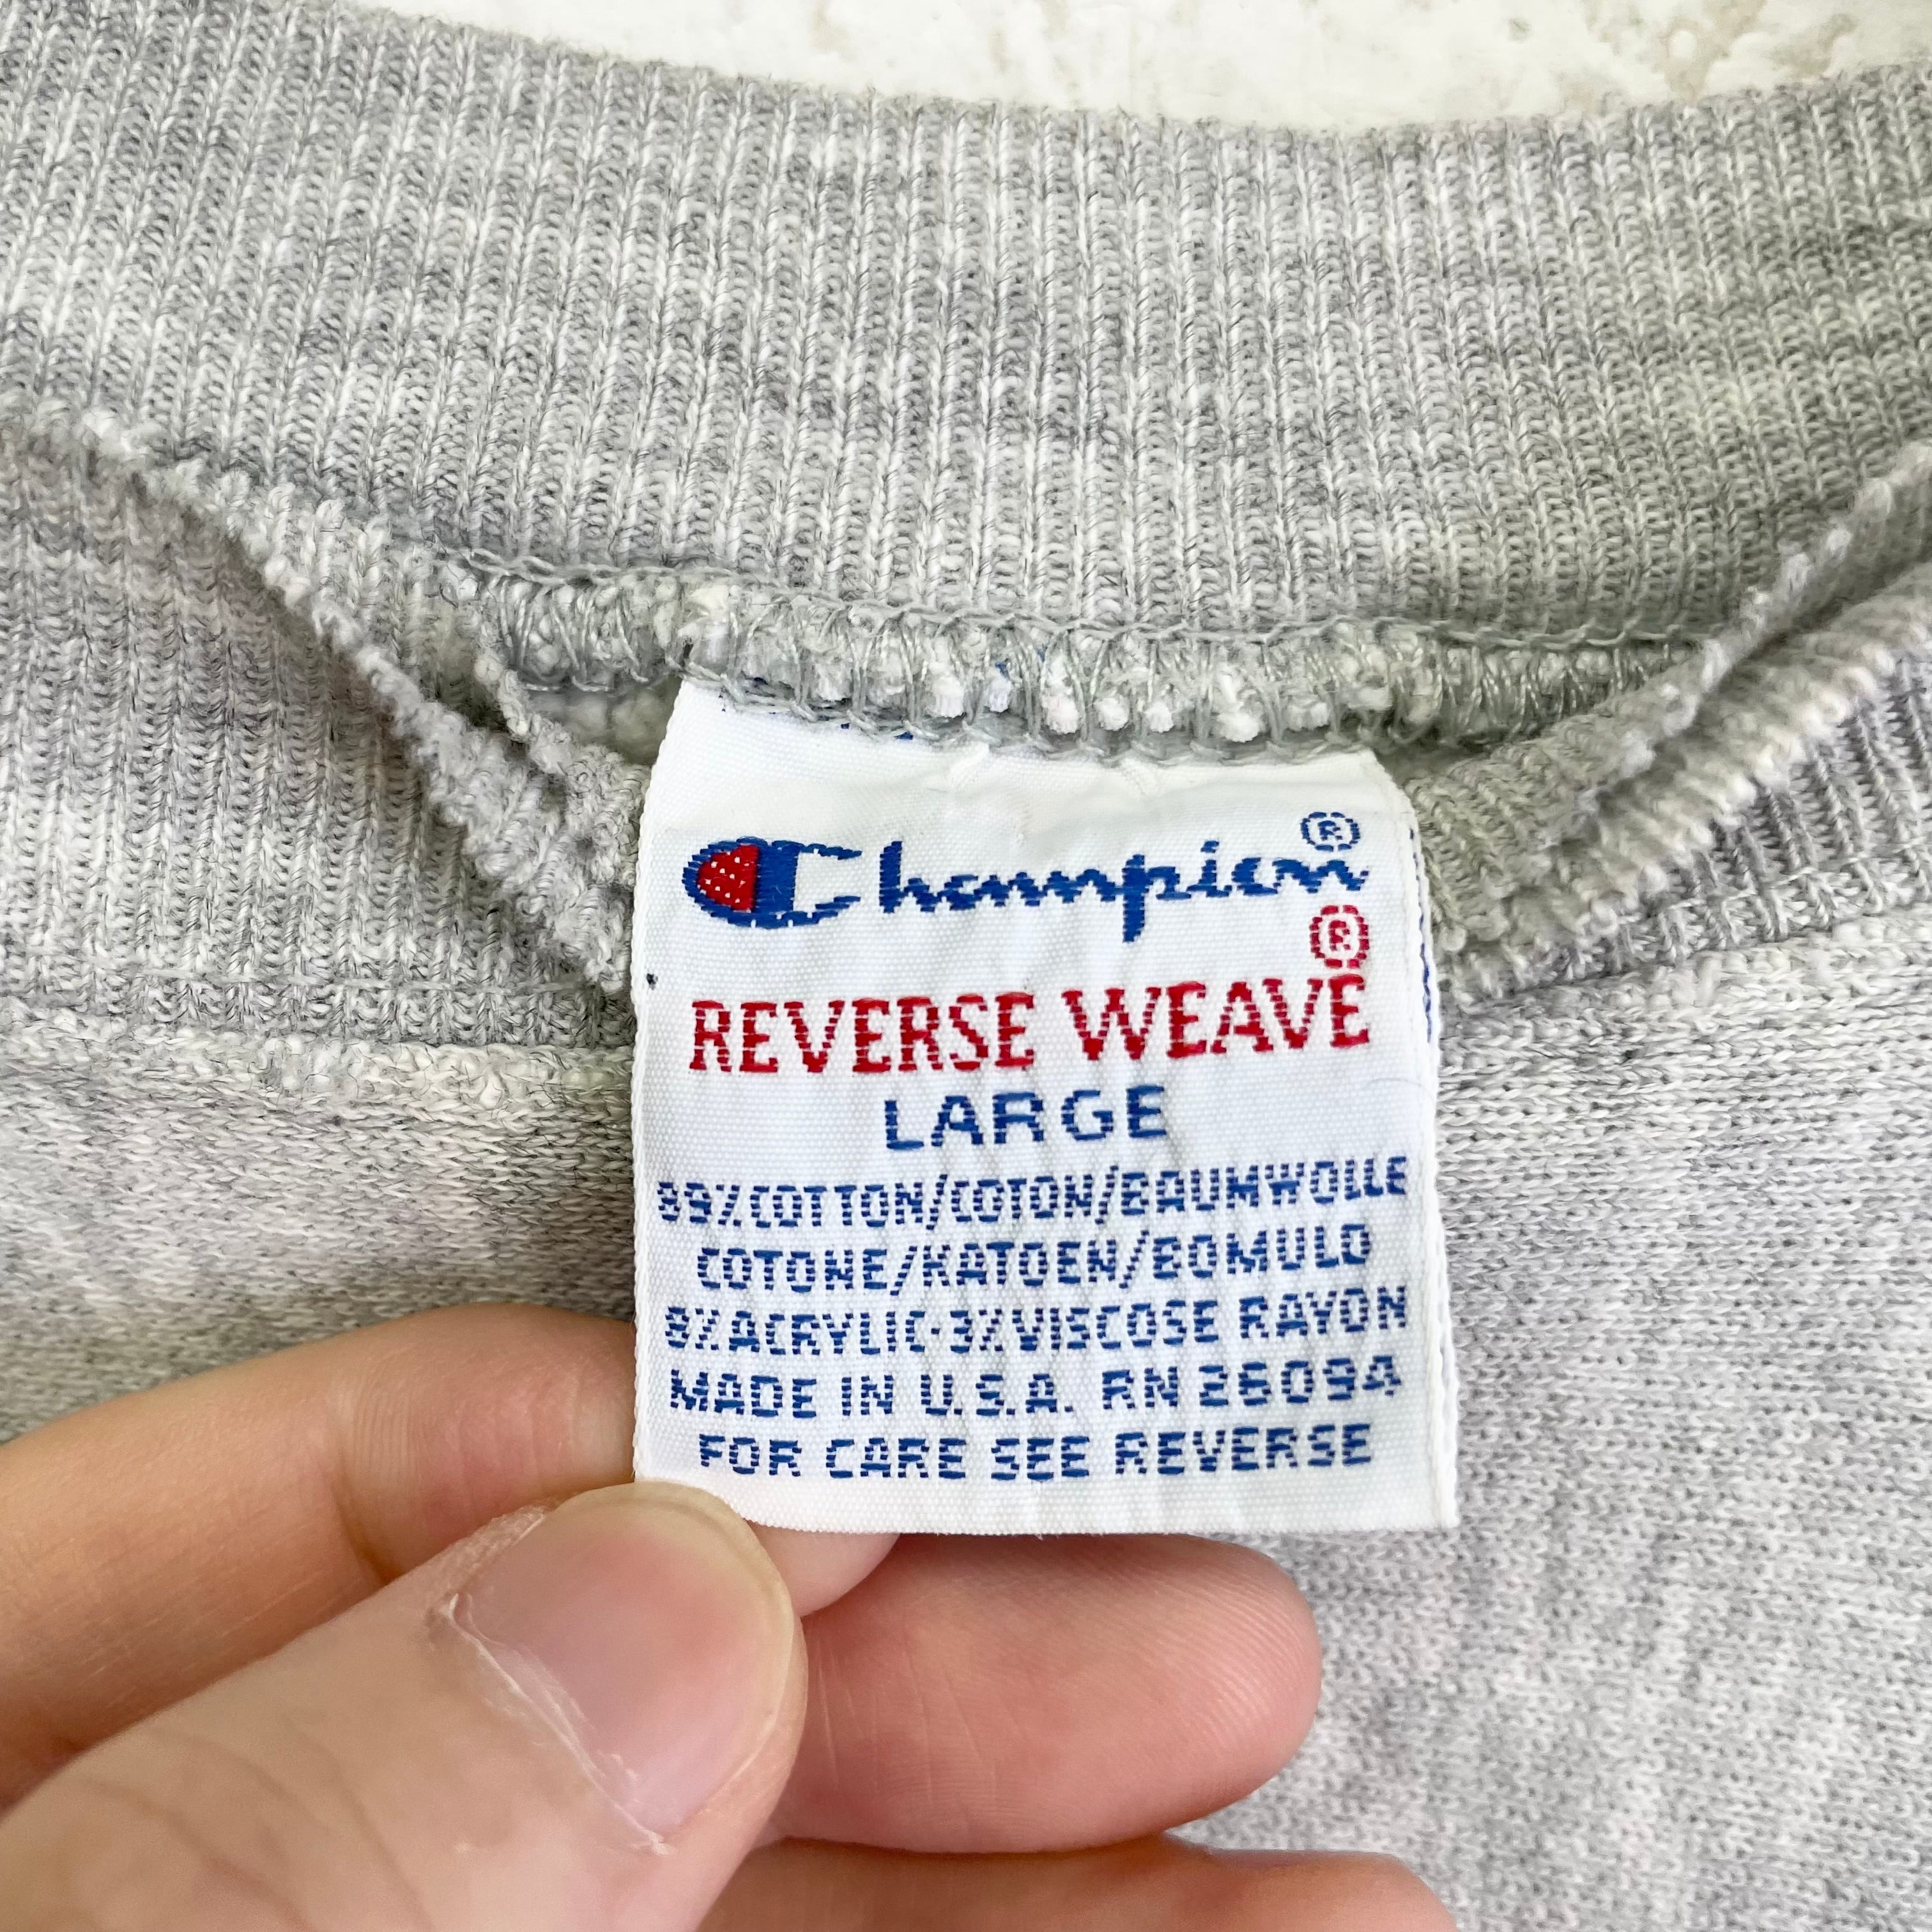 Champion®
®
REVERSE WEAVE
LARGE
89% COTTON/COTON/BAUMWOLLE
COTONE/KATOEN/BOMULD
8% ACRYLIC·3% VISCOSE RAYON
MADE IN U.S.A. RN 26094
FOR CARE SEE REVERSE